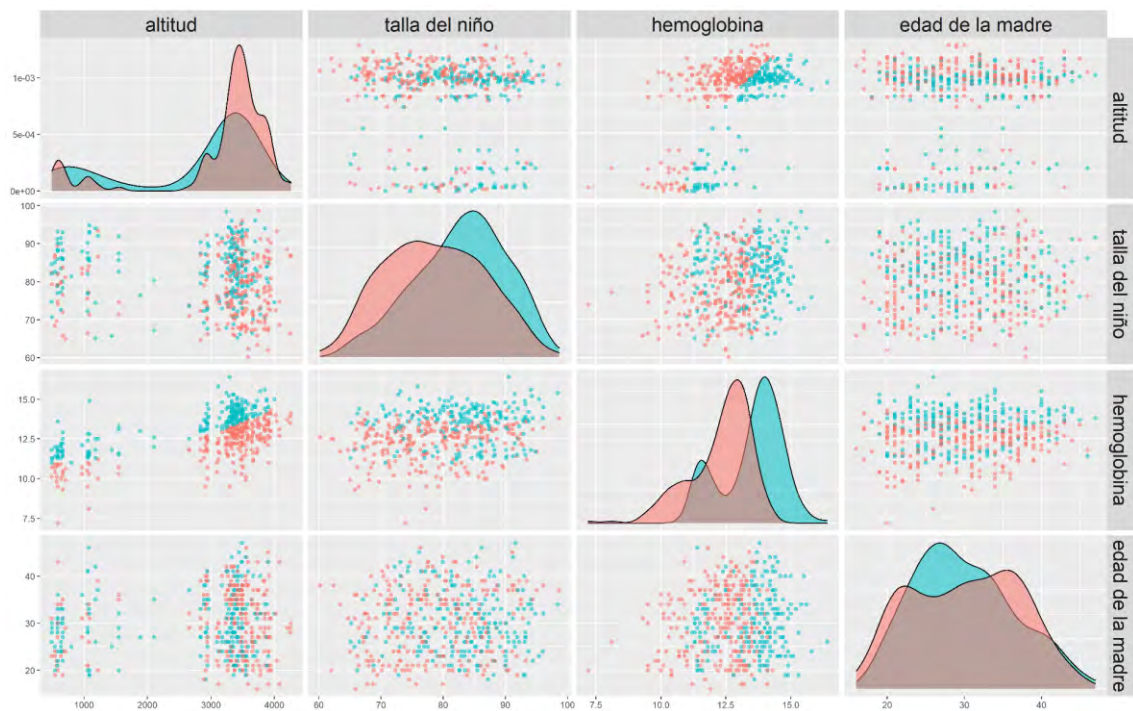 altitud talla del niño hemoglobina edad de la madre
1e-03
5e-04
0e+00
altitud
100
90
80
70
60
talla del niño
15.0
12.5
10.0
7.5
hemoglobina
40
30
20
edad de la madre
1000 2000 3000 4000 60 70 80 90 100 7.5 10.0 12.5 15.0 20 30 40